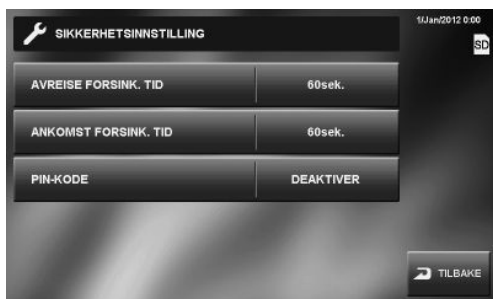 SIKKERHETSINNSTILLING
1/Jan/2012 0:00
SD
AVREISE FORSINK. TID 60sek.
ANKOMST FORSINK. TID 60sek.
PIN-KODE DEAKTIVER
TILBAKE